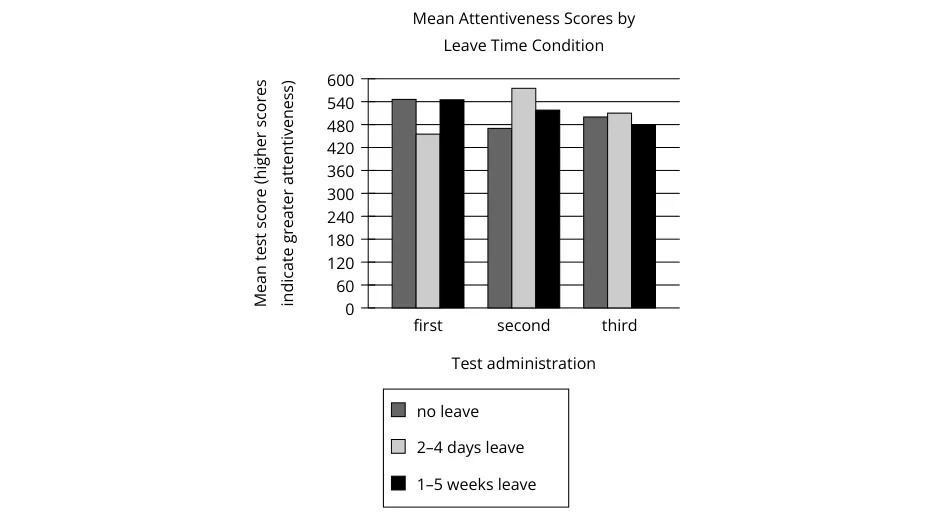 Mean Attentiveness Scores by
Leave Time Condition
Mean test score (higher scores
indicate greater attentiveness)
600
540
480
420
360
300
240
180
120
60
0
first second third
Test administration
no leave
2–4 days leave
1–5 weeks leave